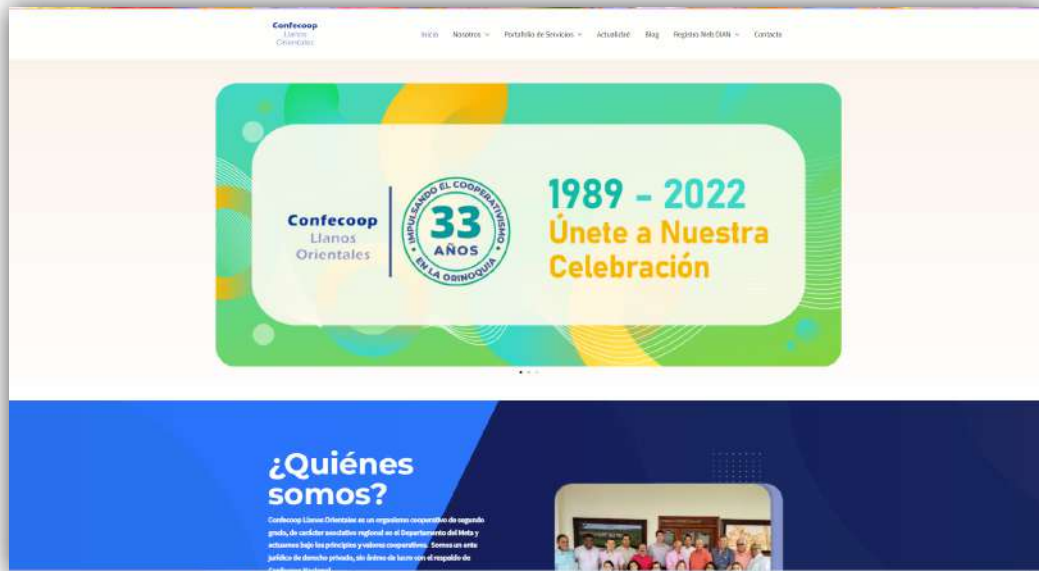 Confecoop
Llanos
Orientales
Inicio Nosotros Portafolio de Servicios Actualidad Blog Registro Web DIAN Contacto
Confecoop
Llanos
Orientales
IMPULSANDO EL COOPERATIVISMO
33
AÑOS
EN LA ORINOQUIA
1989 - 2022
Únete a Nuestra
Celebración
¿Quiénes
somos?
Confecoop Llanos Orientales es un organismo cooperativo de segundo
grado, de carácter asociativo regional en el Departamento del Meta y
actuamos bajo los principios y valores cooperativos. Somos un ente
jurídico de derecho privado, sin ánimo de lucro con el respaldo de
Confecoop Nacional